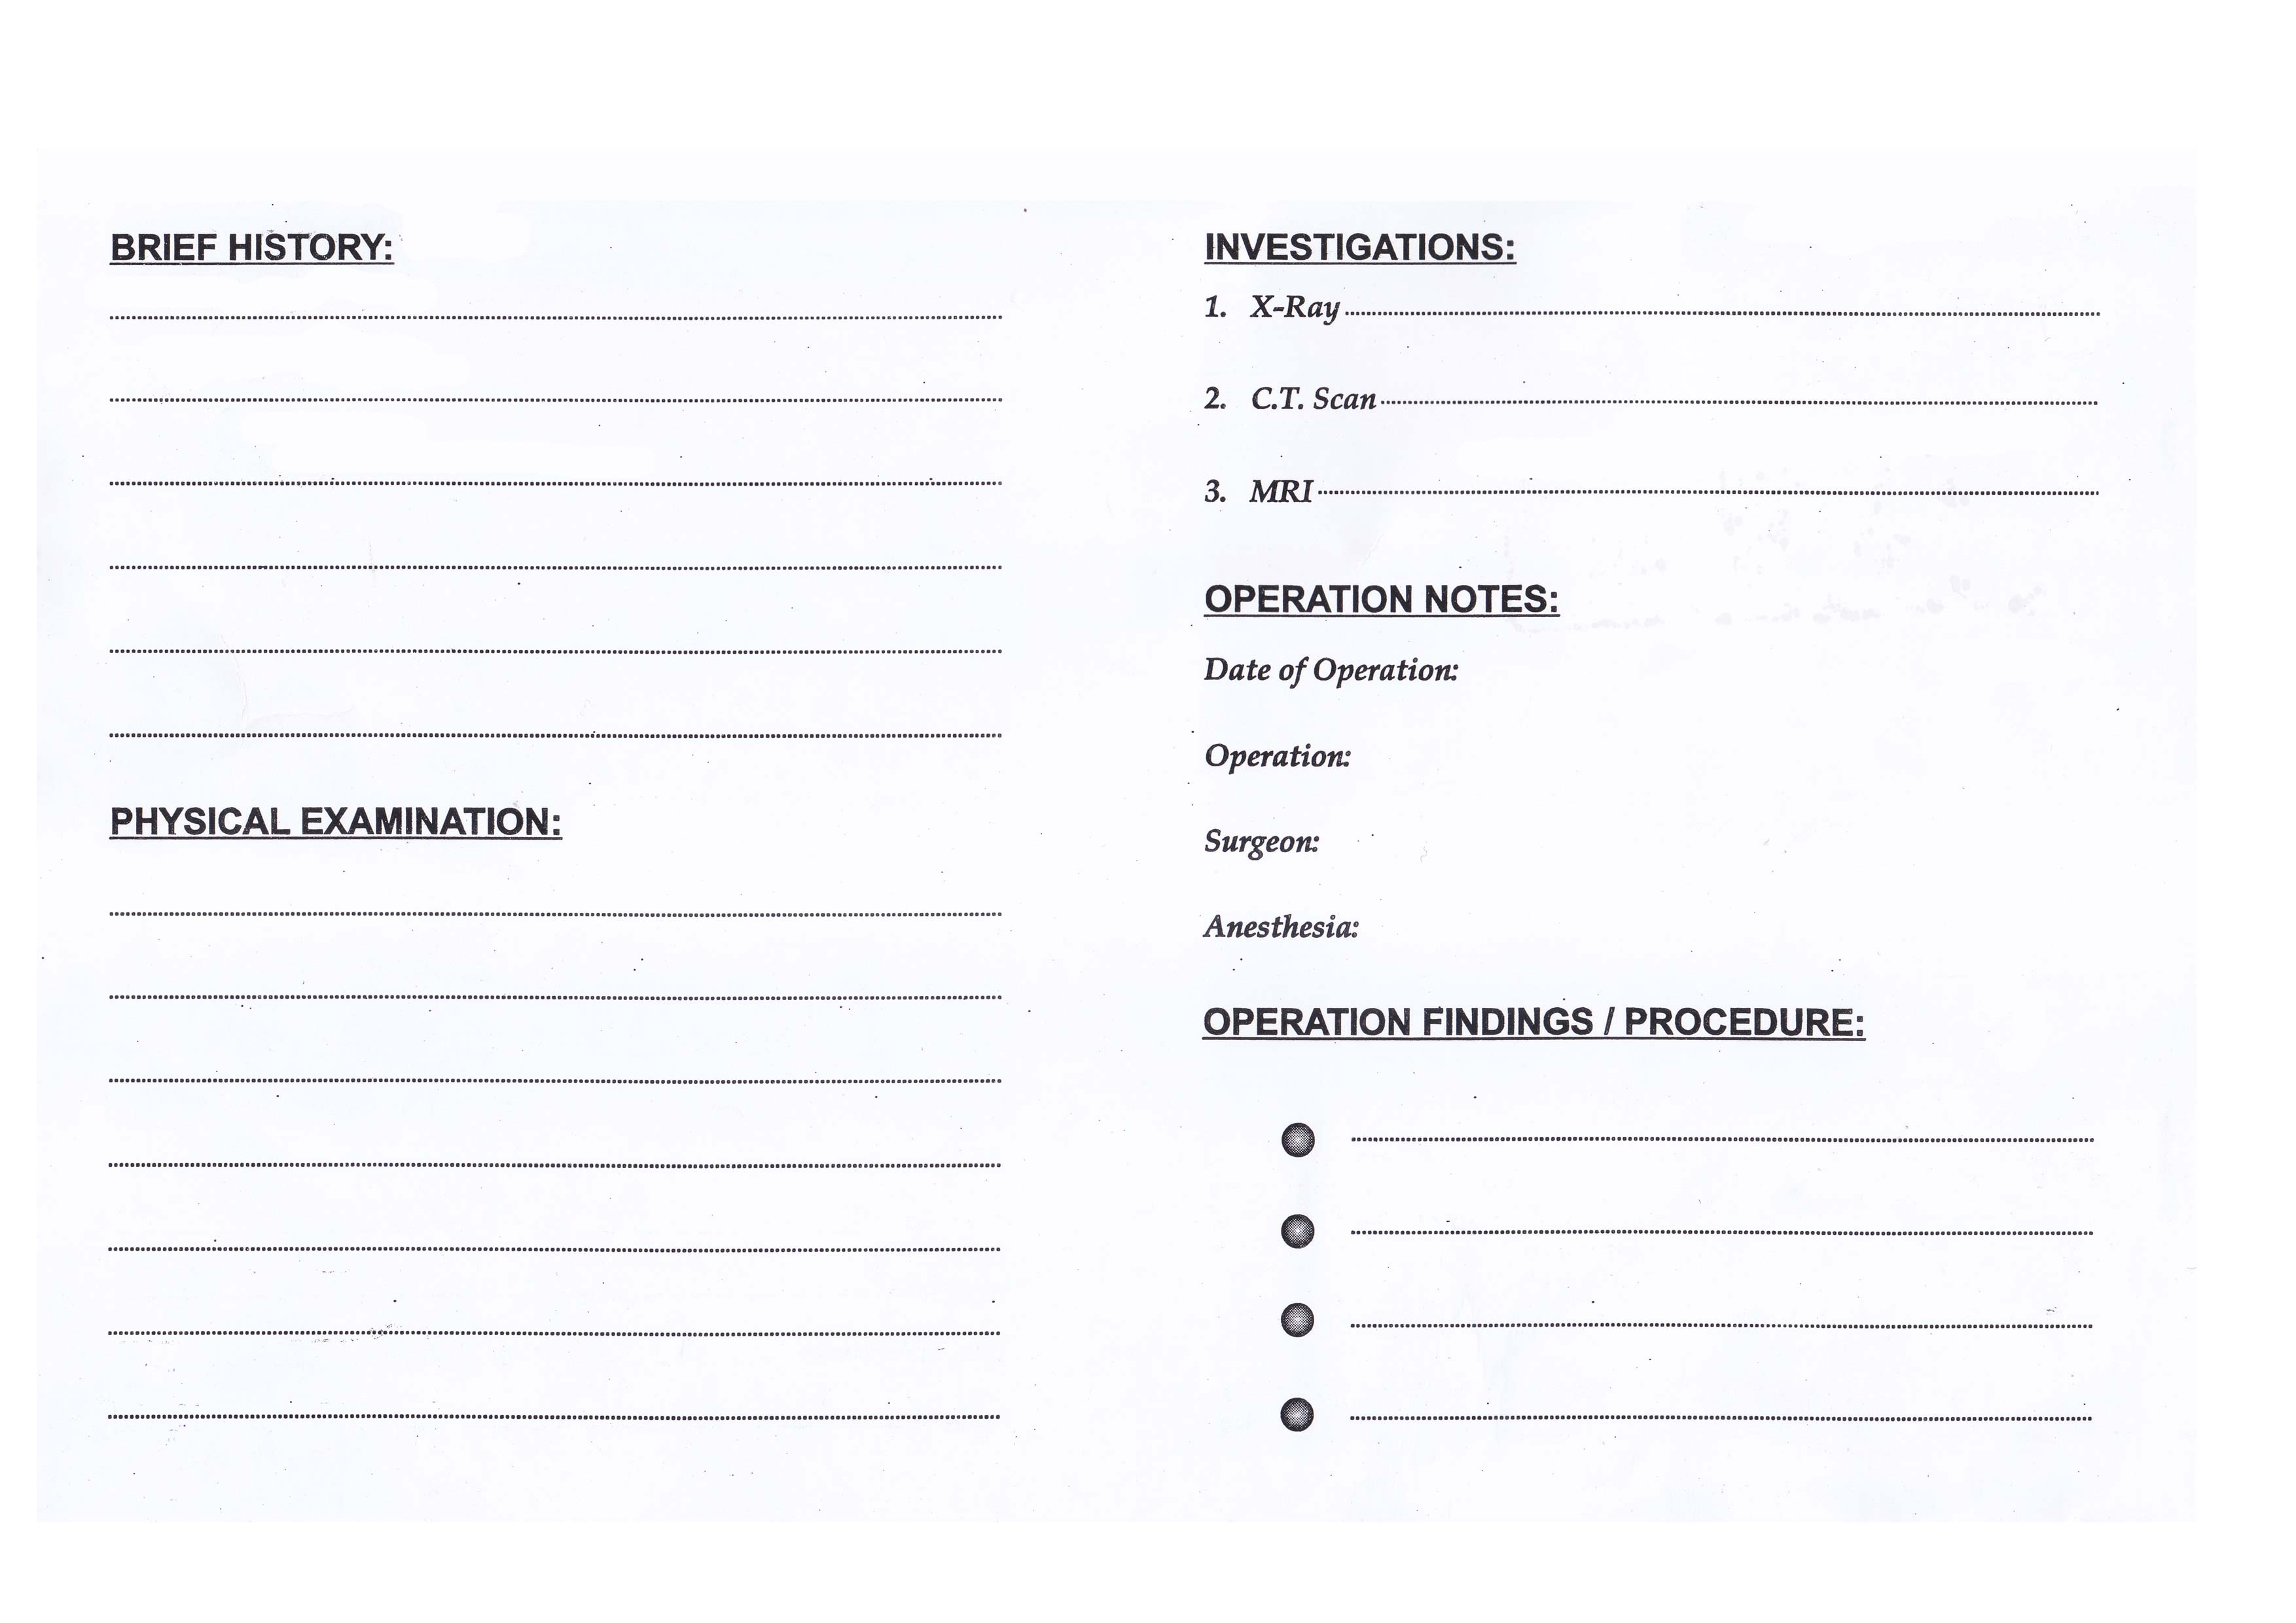 BRIEF HISTORY:
PHYSICAL EXAMINATION:
INVESTIGATIONS:
1. X-Ray
2. C.T. Scan
3. MRI
OPERATION NOTES:
Date of Operation:
Operation:
Surgeon:
Anesthesia:
OPERATION FINDINGS / PROCEDURE: